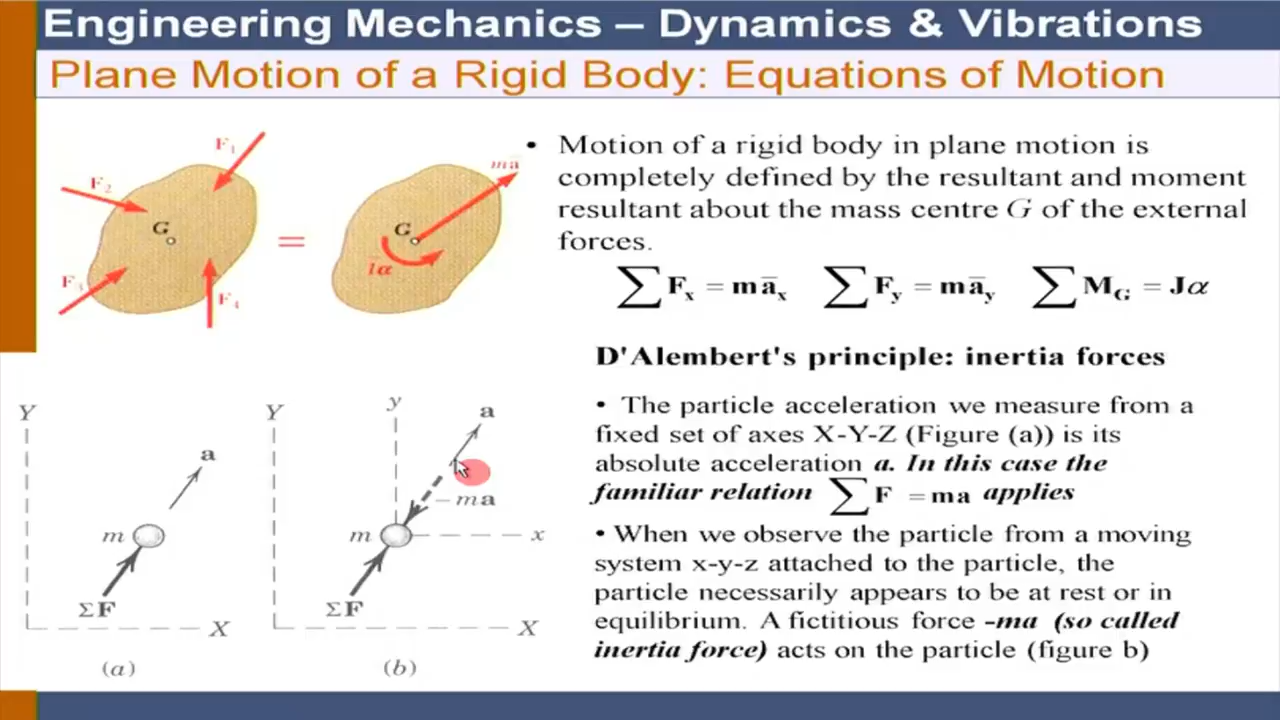 Engineering Mechanics – Dynamics & Vibrations
Plane Motion of a Rigid Body: Equations of Motion
F₁
F₂
G
F₃
F₄
=
ma̅
G
I̅α
• Motion of a rigid body in plane motion is
completely defined by the resultant and moment
resultant about the mass centre G of the external
forces.
∑Fₓ = ma̅ₓ ∑Fᵧ = ma̅ᵧ ∑M_G = Jα
D'Alembert's principle: inertia forces
• The particle acceleration we measure from a
fixed set of axes X-Y-Z (Figure (a)) is its
absolute acceleration a. In this case the
familiar relation ∑F = ma applies
• When we observe the particle from a moving
system x-y-z attached to the particle, the
particle necessarily appears to be at rest or in
equilibrium. A fictitious force -ma (so called
inertia force) acts on the particle (figure b)
Y
a
m
ΣF
X
(a)
Y
y
a
-ma
m
x
ΣF
X
(b)